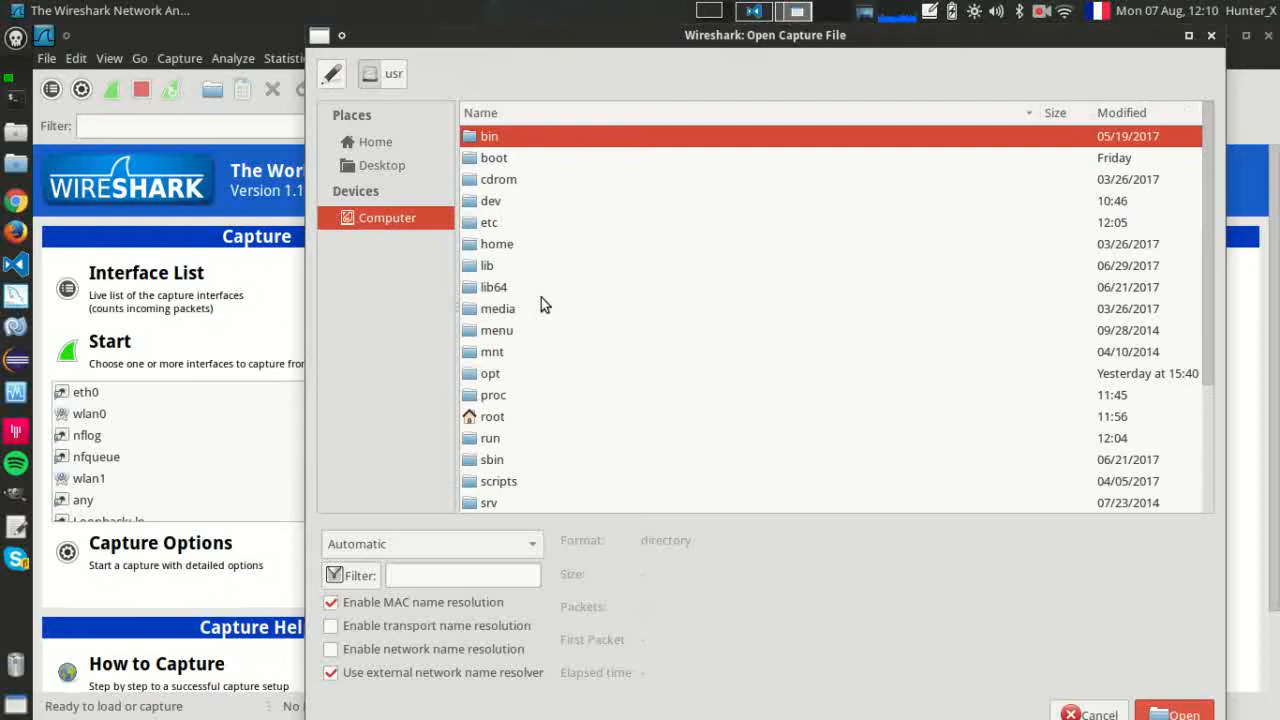 The Wireshark Network An...
Mon 07 Aug, 12:10 Hunter_X
Wireshark: Open Capture File
File Edit View Go Capture Analyze Statisti
usr
Filter:
WIRESHARK
The Wor
Version 1.1
Capture
Interface List
Live list of the capture interfaces
(counts incoming packets)
Start
Choose one or more interfaces to capture from
eth0
wlan0
nflog
nfqueue
wlan1
any
Loopback: lo
Capture Options
Start a capture with detailed options
Capture Hel
How to Capture
Step by step to a successful capture setup
Ready to load or capture
No
Places
Home
Desktop
Devices
Computer
Name Size Modified
bin 05/19/2017
boot Friday
cdrom 03/26/2017
dev 10:46
etc 12:05
home 03/26/2017
lib 06/29/2017
lib64 06/21/2017
media 03/26/2017
menu 09/28/2014
mnt 04/10/2014
opt Yesterday at 15:40
proc 11:45
root 11:56
run 12:04
sbin 06/21/2017
scripts 04/05/2017
srv 07/23/2014
Automatic
Filter:
Enable MAC name resolution
Enable transport name resolution
Enable network name resolution
Use external network name resolver
Format: directory
Size: -
Packets:
First Packet -
Elapsed time -
Cancel
Open